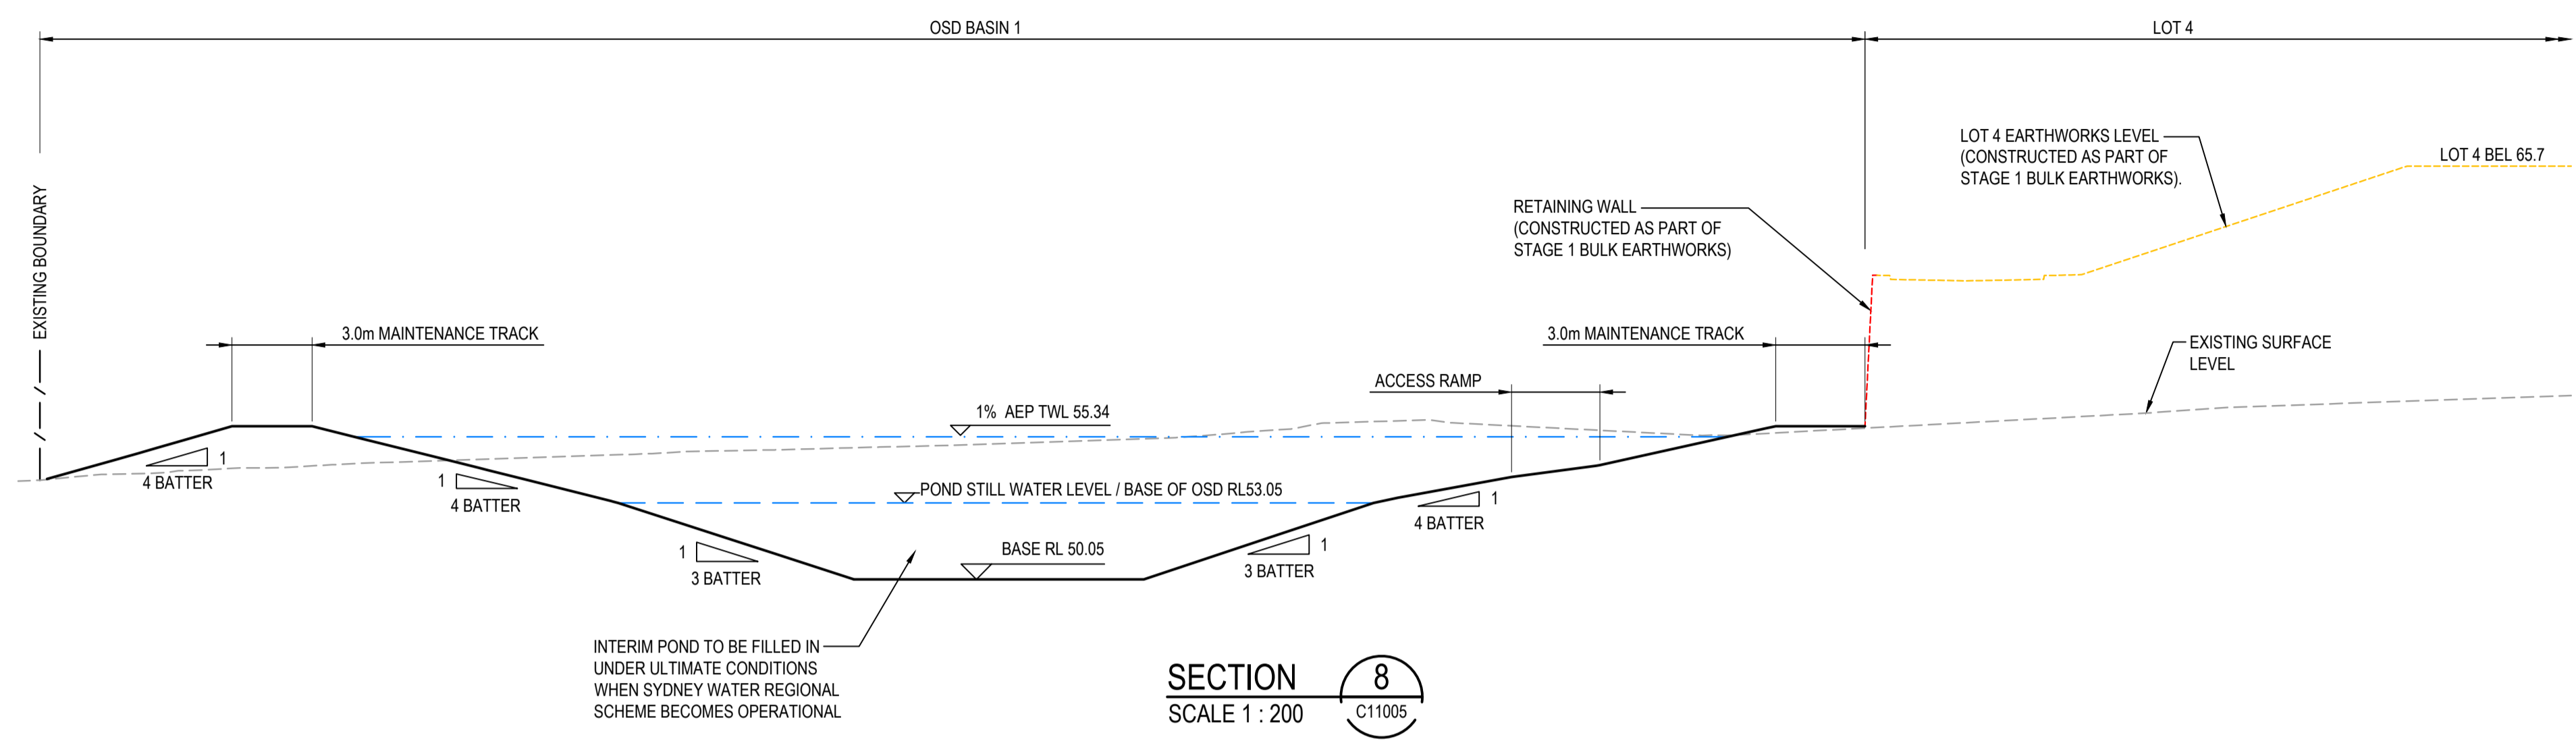 OSD BASIN 1
LOT 4
EXISTING BOUNDARY
LOT 4 EARTHWORKS LEVEL
(CONSTRUCTED AS PART OF
STAGE 1 BULK EARTHWORKS).
LOT 4 BEL 65.7
RETAINING WALL
(CONSTRUCTED AS PART OF
STAGE 1 BULK EARTHWORKS)
3.0m MAINTENANCE TRACK
3.0m MAINTENANCE TRACK
EXISTING SURFACE
LEVEL
ACCESS RAMP
1% AEP TWL 55.34
1
4 BATTER
1
4 BATTER
POND STILL WATER LEVEL / BASE OF OSD RL53.05
1
4 BATTER
1
3 BATTER
BASE RL 50.05
1
3 BATTER
INTERIM POND TO BE FILLED IN
UNDER ULTIMATE CONDITIONS
WHEN SYDNEY WATER REGIONAL
SCHEME BECOMES OPERATIONAL
SECTION
8
SCALE 1 : 200
C11005